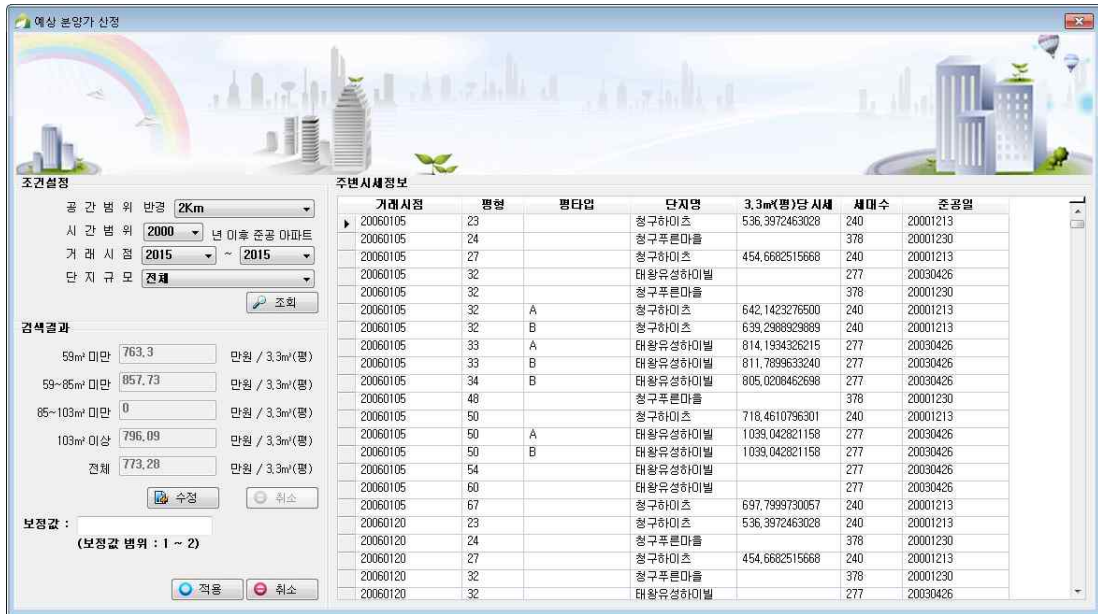 예상 분양가 산정
조건설정
공 간 범 위 반경 2Km
시 간 범 위 2000 년 이후 준공 아파트
거 래 시 점 2015 ~ 2015
단 지 규 모 전체
조회
검색결과
59㎡ 미만 763,3 만원 / 3,3㎡(평)
59~85㎡ 미만 857,73 만원 / 3,3㎡(평)
85~103㎡ 미만 0 만원 / 3,3㎡(평)
103㎡ 이상 796,09 만원 / 3,3㎡(평)
전체 773,28 만원 / 3,3㎡(평)
수정 취소
보정값 :
(보정값 범위 : 1 ~ 2)
적용 취소
주변시세정보
거래시점 평형 평타입 단지명 3,3㎡(평)당 시세 세대수 준공일
20060105 23 청구하이츠 536,3972463028 240 20001213
20060105 24 청구푸른마을 378 20001230
20060105 27 청구하이츠 454,6682515668 240 20001213
20060105 32 태왕유성하이빌 277 20030426
20060105 32 청구푸른마을 378 20001230
20060105 32 A 청구하이츠 642,1423276500 240 20001213
20060105 32 B 청구하이츠 639,2988929889 240 20001213
20060105 33 A 태왕유성하이빌 814,1934326215 277 20030426
20060105 33 B 태왕유성하이빌 811,7899633240 277 20030426
20060105 34 B 태왕유성하이빌 805,0208462698 277 20030426
20060105 48 청구푸른마을 378 20001230
20060105 50 청구하이츠 718,4610796301 240 20001213
20060105 50 A 태왕유성하이빌 1039,042821158 277 20030426
20060105 50 B 태왕유성하이빌 1039,042821158 277 20030426
20060105 54 태왕유성하이빌 277 20030426
20060105 60 태왕유성하이빌 277 20030426
20060105 67 청구하이츠 697,7999730057 240 20001213
20060120 23 청구하이츠 536,3972463028 240 20001213
20060120 24 청구푸른마을 378 20001230
20060120 27 청구하이츠 454,6682515668 240 20001213
20060120 32 청구푸른마을 378 20001230
20060120 32 태왕유성하이빌 277 20030426